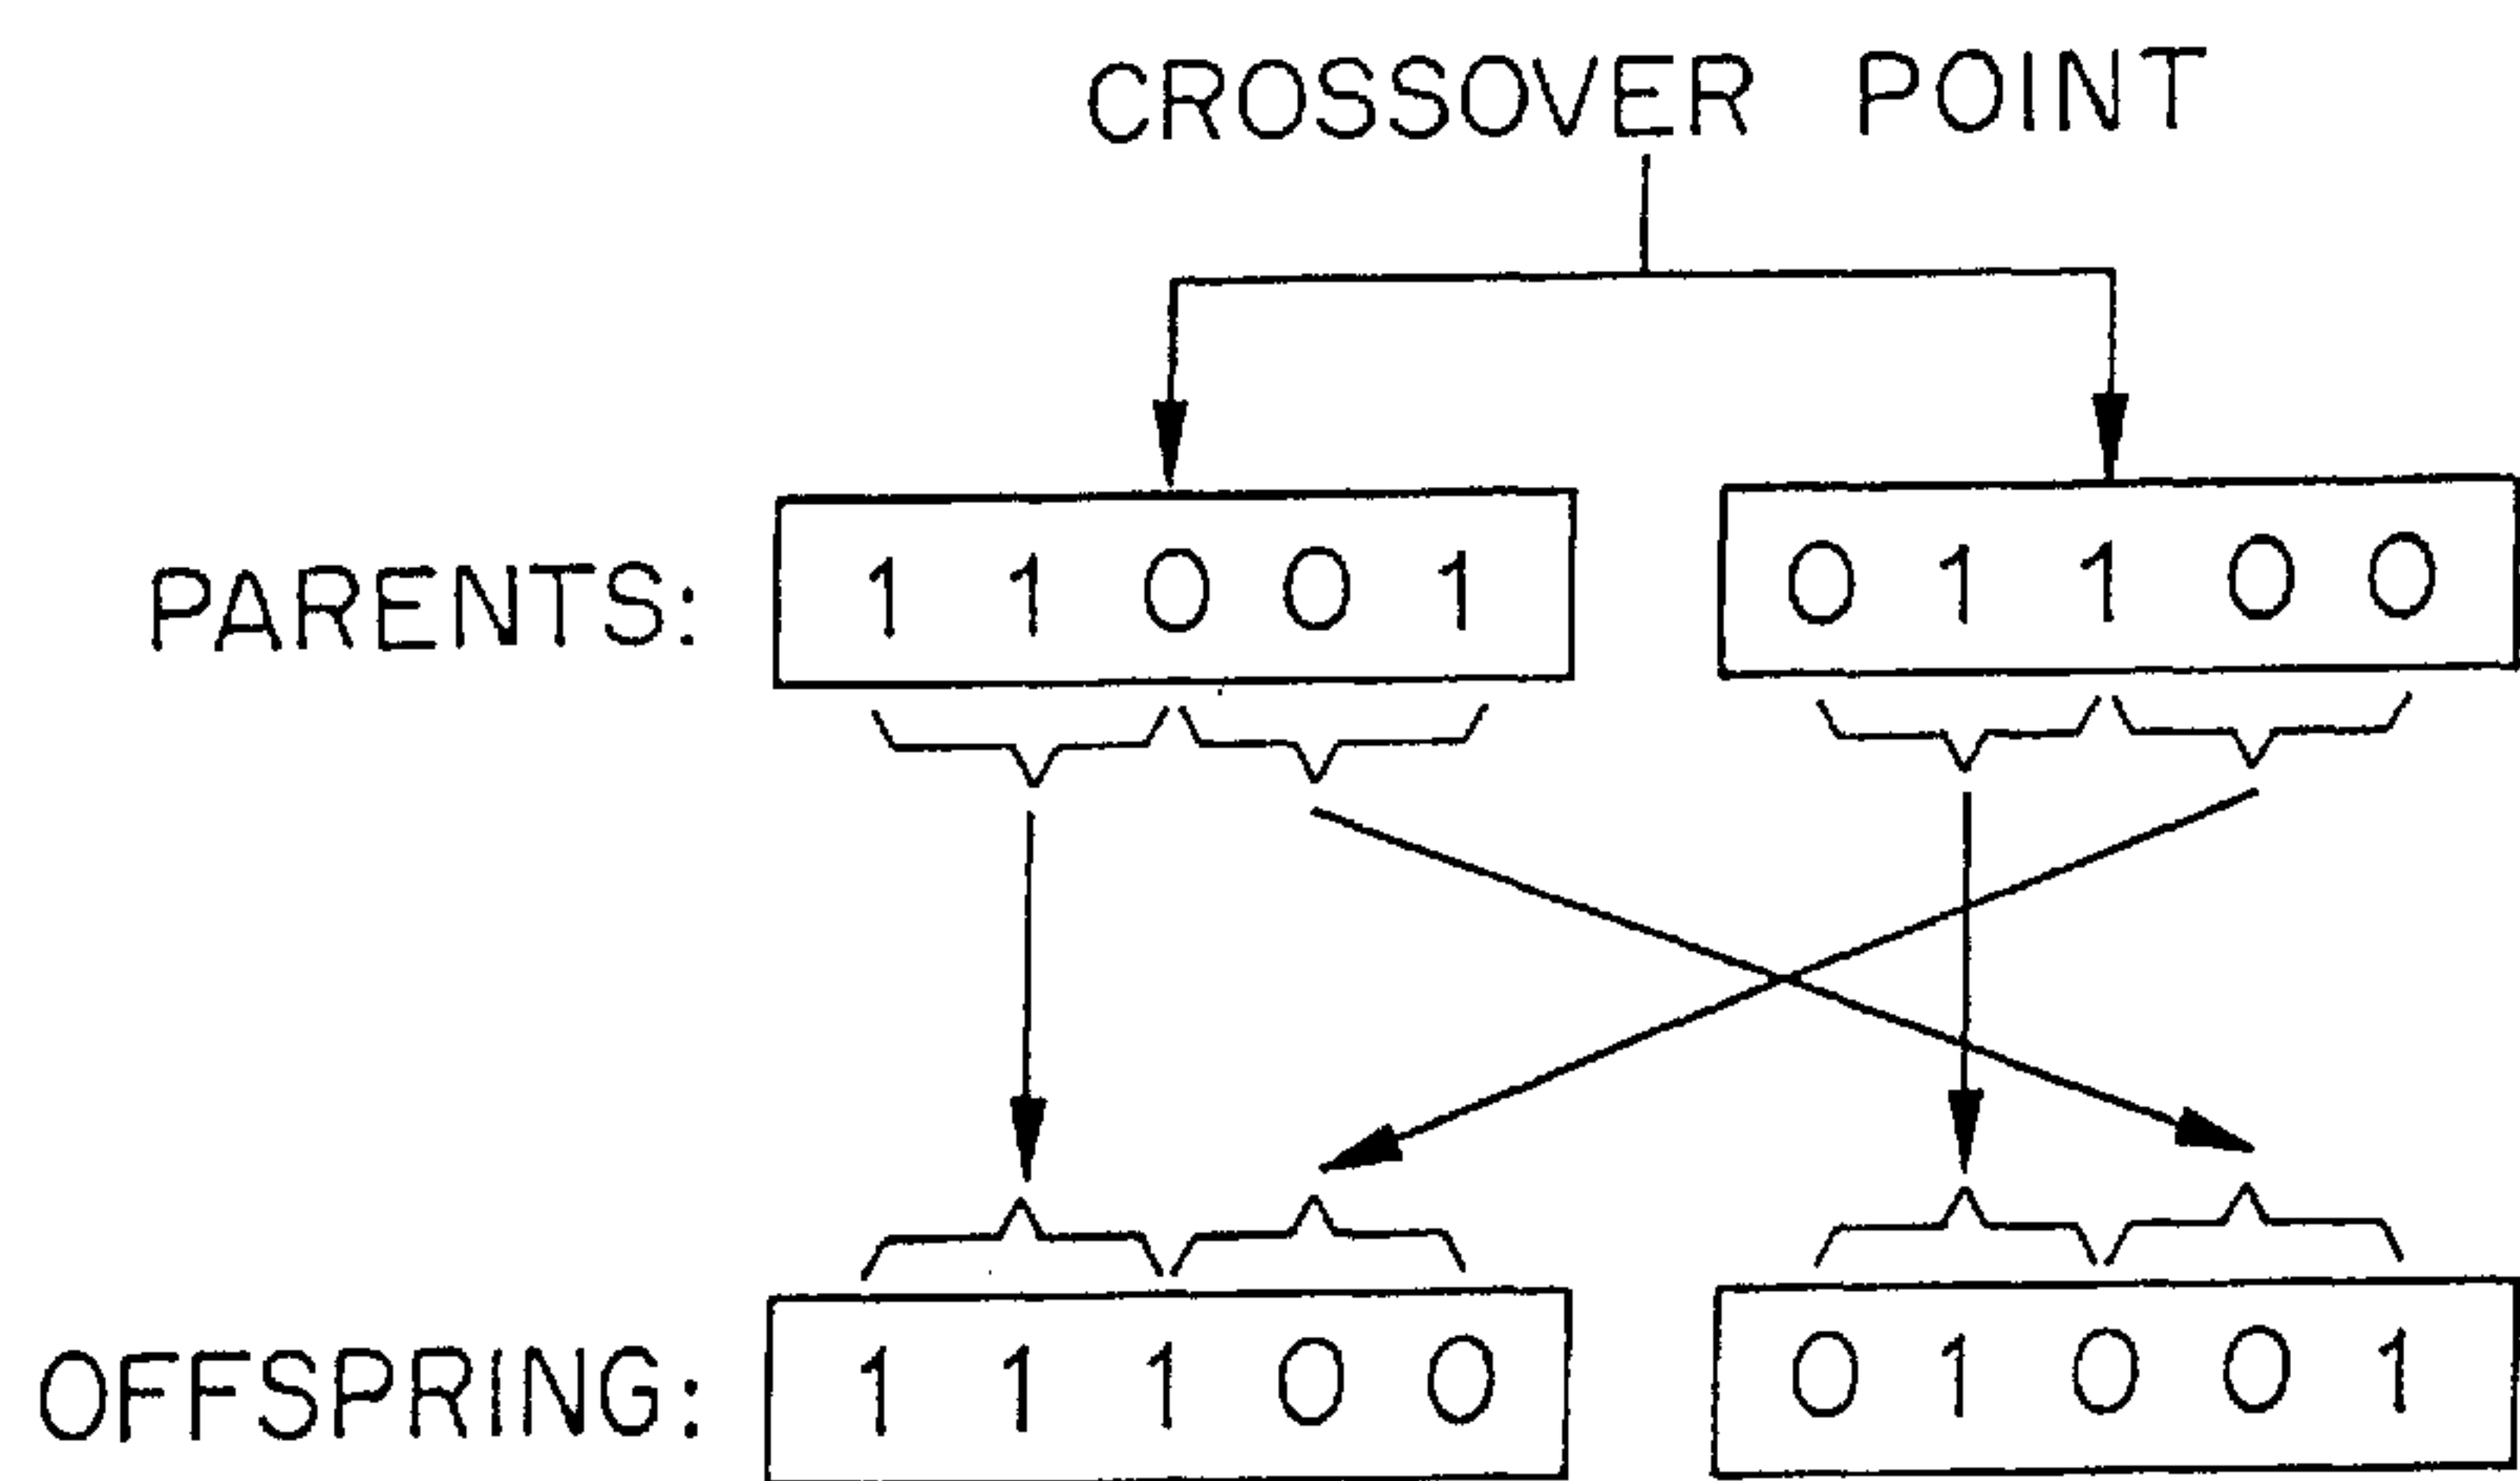 CROSSOVER POINT
PARENTS: 1 1 0 0 1 0 1 1 0 0
OFFSPRING: 1 1 1 0 0 0 1 0 0 1